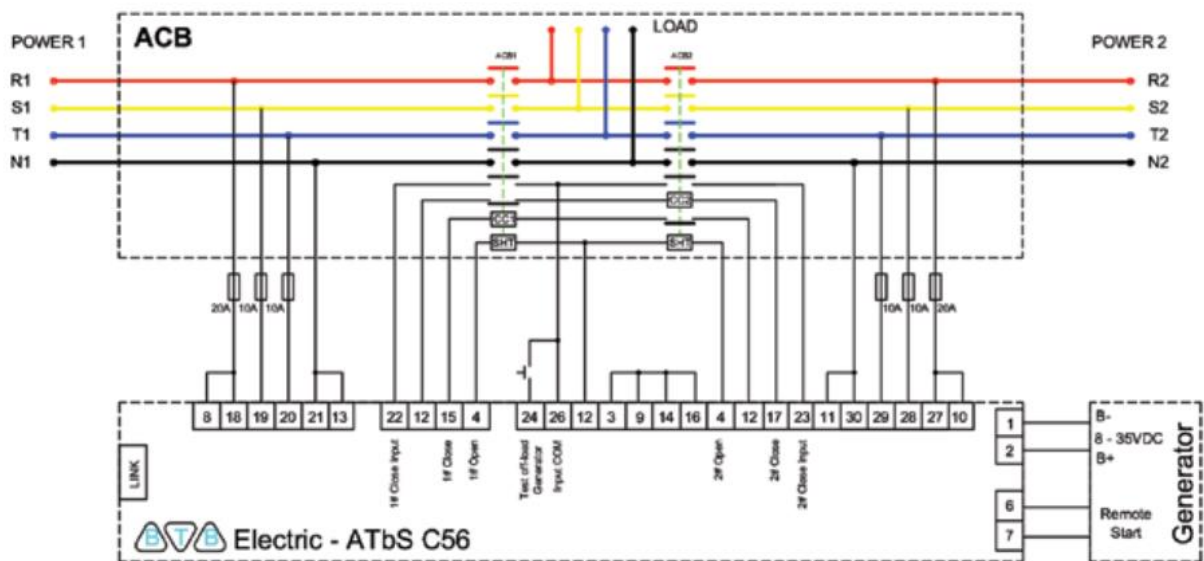 LOAD
POWER 1
ACB
POWER 2
ACB1
ACB2
R1
R2
S1
S2
T1
T2
N1
N2
CC2
CC1
SHT
SHT
20A 10A 10A
10A 10A 20A
8 18 19 20 21 13
22 12 15 4
24 26 12 3 9 14 16 4 12 17 23 11 30 29 28 27 10
1# Close Input
1# Close
1# Open
Test off-load
Generator
Input COM
2# Open
2# Close
2# Close Input
1
2
6
7
B-
8 - 35VDC
B+
Remote
Start
Generator
LINK
BTB Electric - ATbS C56